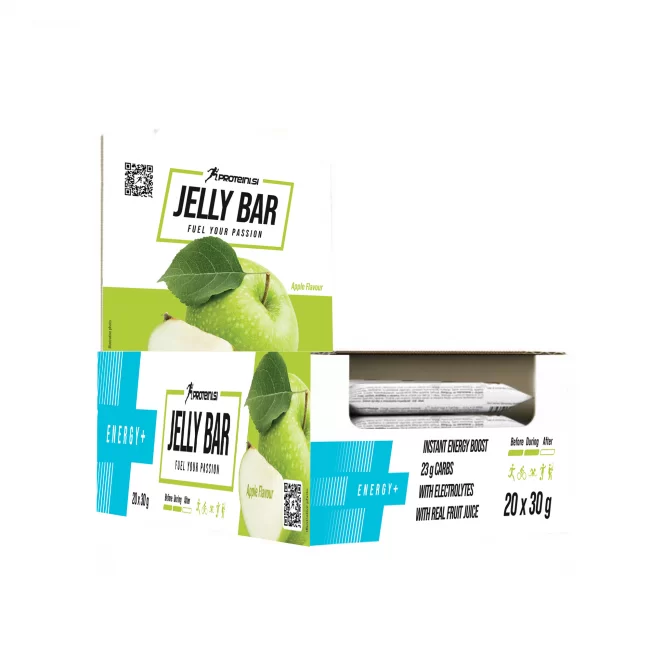 PROTEINI.SI
JELLY BAR
FUEL YOUR PASSION
Apple Flavour
ENERGY+
PROTEINI.SI
JELLY BAR
FUEL YOUR PASSION
Apple Flavour
20 x 30 g
Before During After
ENERGY+
INSTANT ENERGY BOOST
23 g CARBS
WITH ELECTROLYTES
WITH REAL FRUIT JUICE
Before During After
20 x 30 g